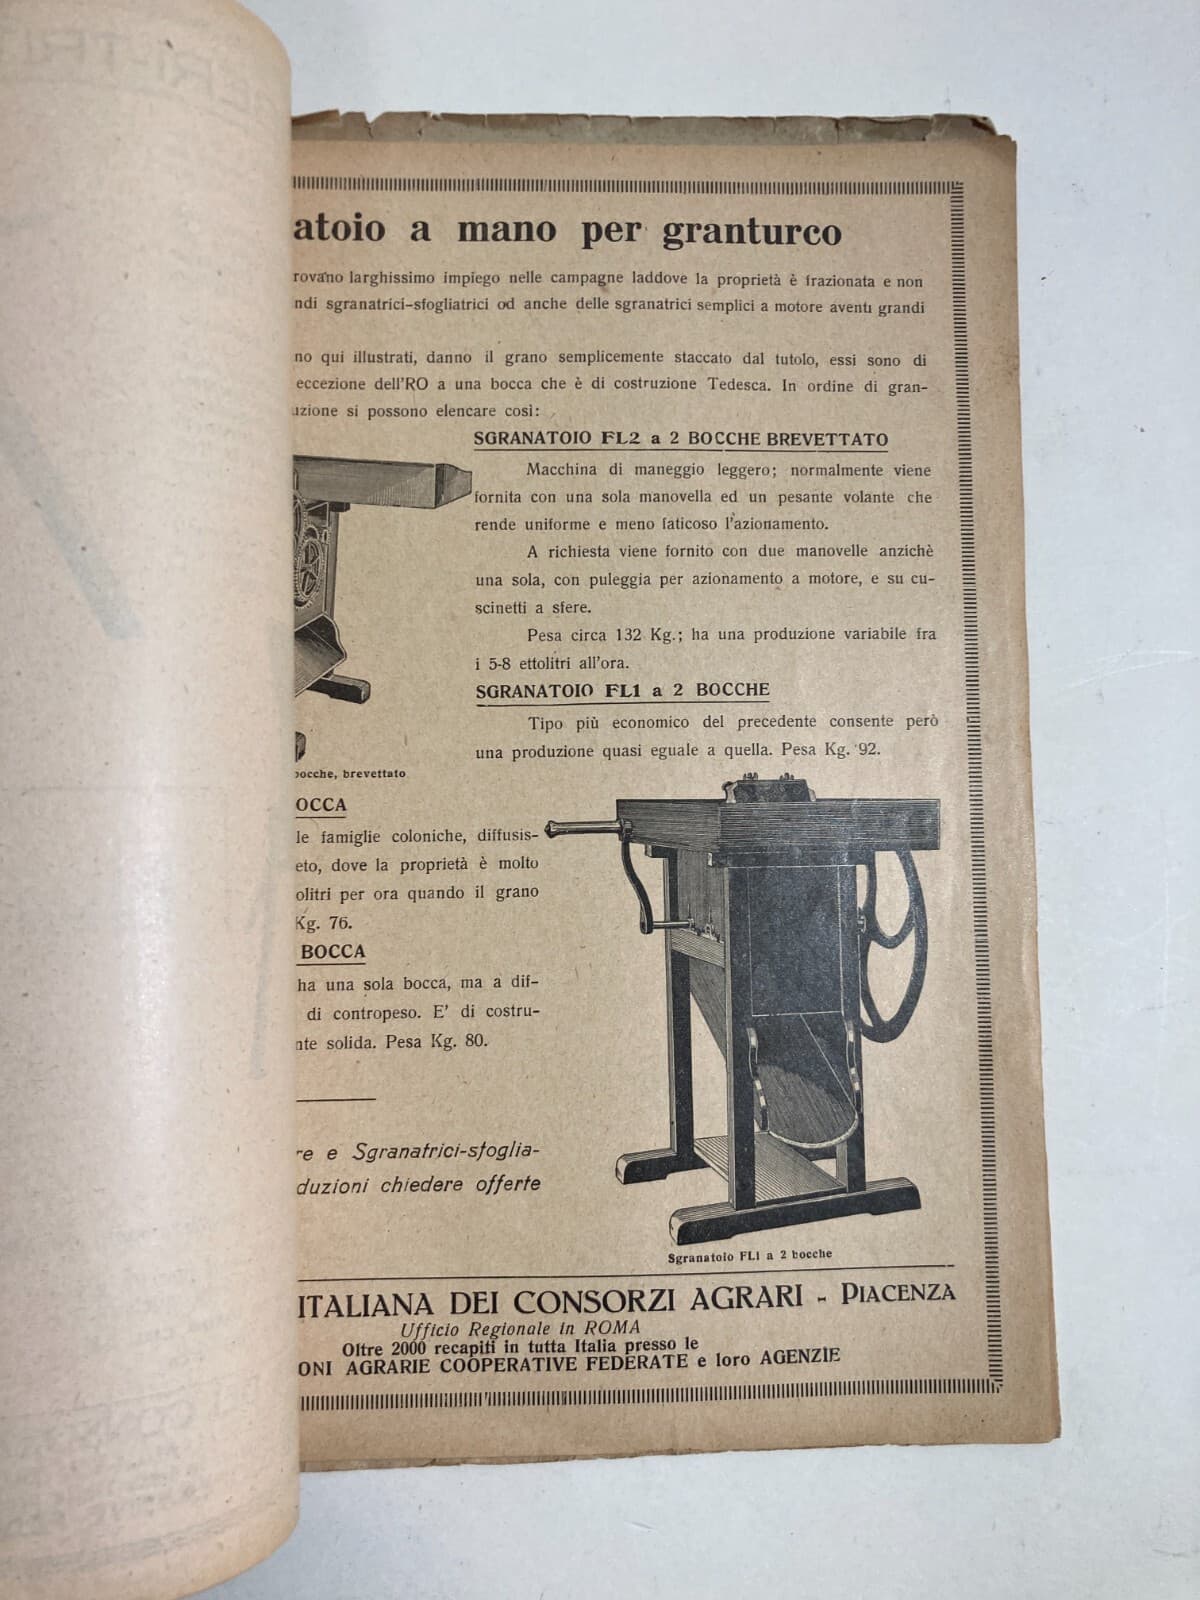 atoio a mano per granturco
rovano larghissimo impiego nelle campagne laddove la proprietà è frazionata e non
ndi sgranatrici-sfogliatrici od anche delle sgranatrici semplici a motore aventi grandi
no qui illustrati, danno il grano semplicemente staccato dal tutolo, essi sono di
eccezione dell'RO a una bocca che è di costruzione Tedesca. In ordine di gran-
uzione si possono elencare così:
SGRANATOIO FL2 a 2 BOCCHE BREVETTATO
Macchina di maneggio leggero; normalmente viene
fornita con una sola manovella ed un pesante volante che
rende uniforme e meno faticoso l'azionamento.
A richiesta viene fornito con due manovelle anzichè
una sola, con puleggia per azionamento a motore, e su cu-
scinetti a sfere.
Pesa circa 132 Kg.; ha una produzione variabile fra
i 5-8 ettolitri all'ora.
SGRANATOIO FL1 a 2 BOCCHE
Tipo più economico del precedente consente però
una produzione quasi eguale a quella. Pesa Kg. 92.
bocche, brevettato
OCCA
le famiglie coloniche, diffusis-
eto, dove la proprietà è molto
olitri per ora quando il grano
Kg. 76.
BOCCA
ha una sola bocca, ma a dif-
di contropeso. E' di costru-
nte solida. Pesa Kg. 80.
re e Sgranatrici-sfoglia-
duzioni chiedere offerte
Sgranatoio FL1 a 2 bocche
ITALIANA DEI CONSORZI AGRARI - PIACENZA
Ufficio Regionale in ROMA
Oltre 2000 recapiti in tutta Italia presso le
ONI AGRARIE COOPERATIVE FEDERATE e loro AGENZIE